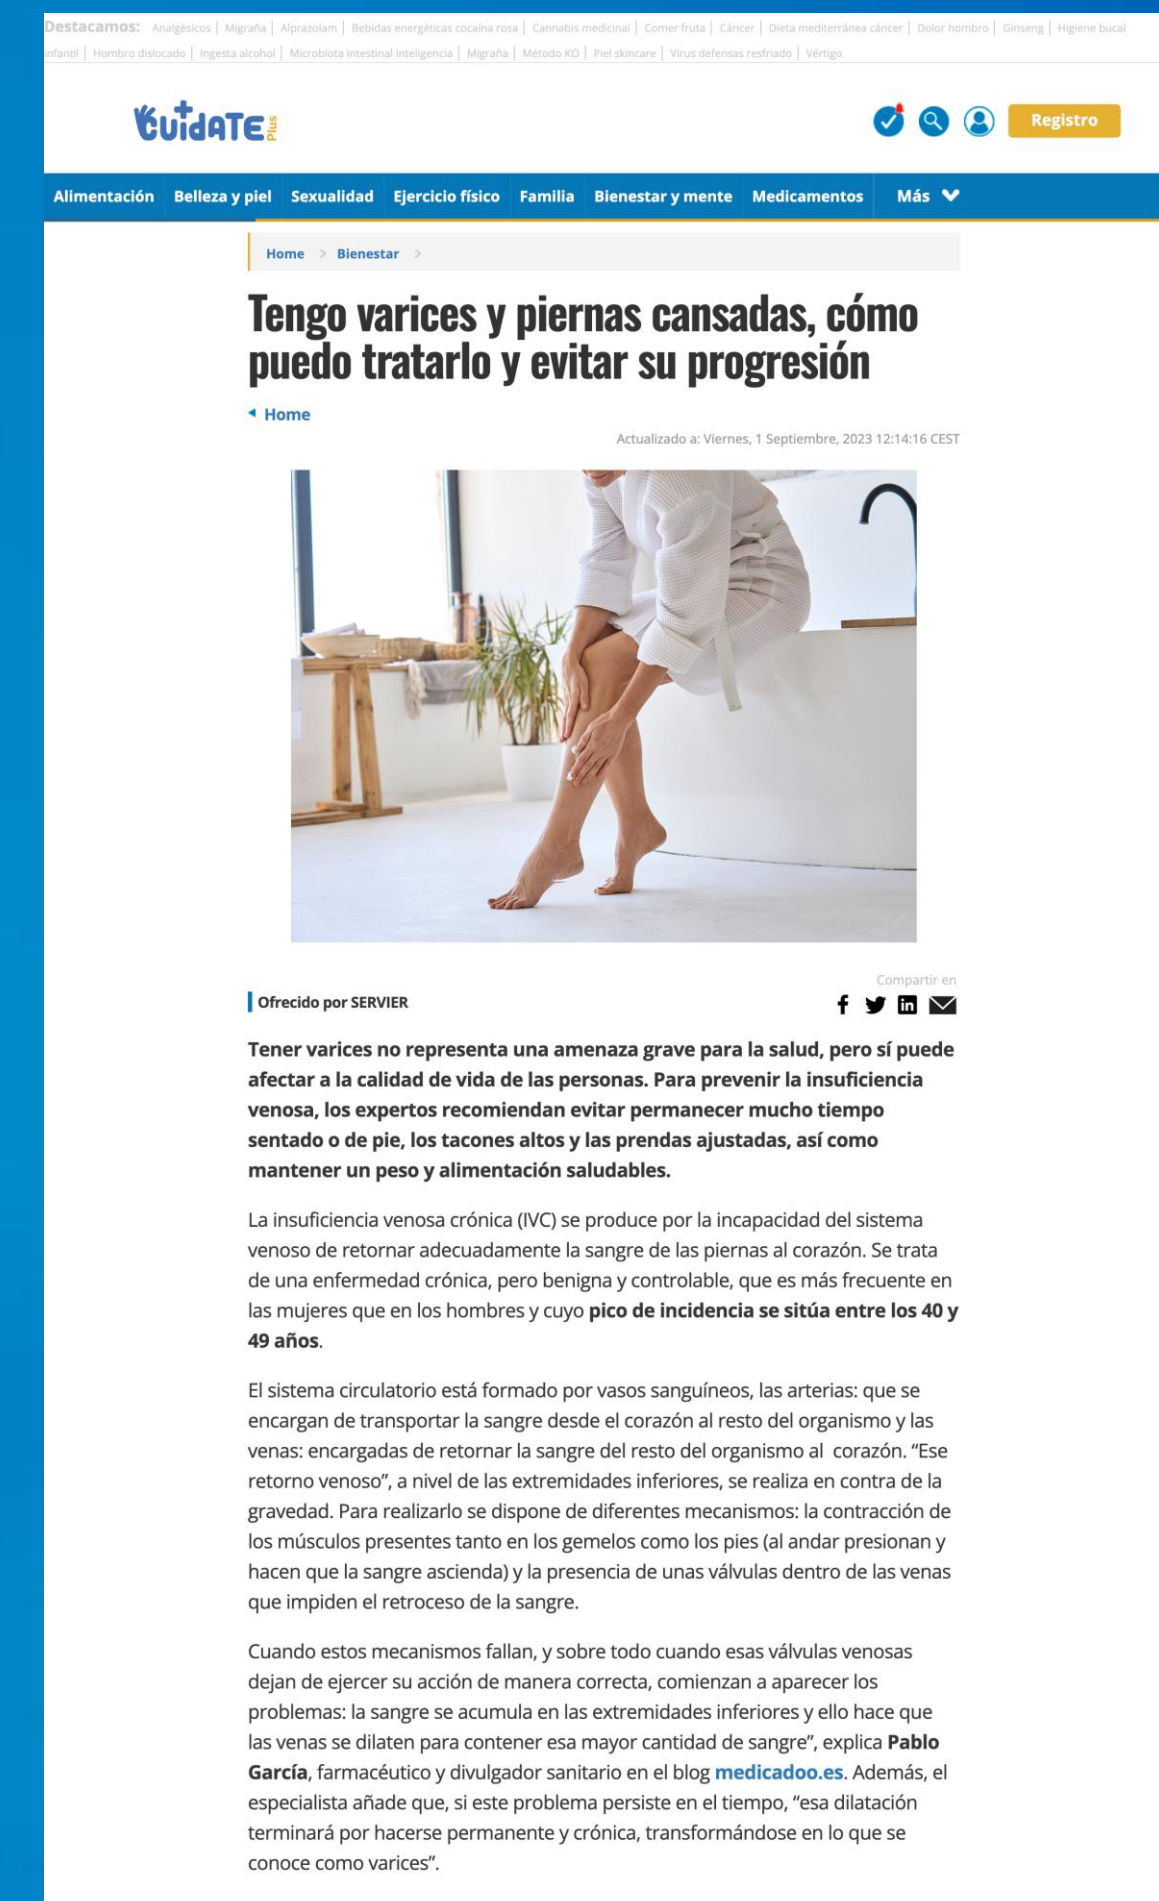 Destacamos: Analgésicos | Migraña | Alprazolam | Bebidas energéticas cocaína rosa | Cannabis medicinal | Comer fruta | Cáncer | Dieta mediterránea cáncer | Dolor hombro | Ginseng | Higiene bucal
infantil | Hombro dislocado | Ingesta alcohol | Microbiota intestinal inteligencia | Migraña | Método KO | Piel skincare | Virus defensas resfriado | Vértigo
CuidatePlus
Registro
Alimentación Belleza y piel Sexualidad Ejercicio físico Familia Bienestar y mente Medicamentos Más
Home > Bienestar >
Tengo varices y piernas cansadas, cómo
puedo tratarlo y evitar su progresión
Home
Actualizado a: Viernes, 1 Septiembre, 2023 12:14:16 CEST
Compartir en
Ofrecido por SERVIER
Tener varices no representa una amenaza grave para la salud, pero sí puede
afectar a la calidad de vida de las personas. Para prevenir la insuficiencia
venosa, los expertos recomiendan evitar permanecer mucho tiempo
sentado o de pie, los tacones altos y las prendas ajustadas, así como
mantener un peso y alimentación saludables.
La insuficiencia venosa crónica (IVC) se produce por la incapacidad del sistema
venoso de retornar adecuadamente la sangre de las piernas al corazón. Se trata
de una enfermedad crónica, pero benigna y controlable, que es más frecuente en
las mujeres que en los hombres y cuyo pico de incidencia se sitúa entre los 40 y
49 años.
El sistema circulatorio está formado por vasos sanguíneos, las arterias: que se
encargan de transportar la sangre desde el corazón al resto del organismo y las
venas: encargadas de retornar la sangre del resto del organismo al corazón. “Ese
retorno venoso”, a nivel de las extremidades inferiores, se realiza en contra de la
gravedad. Para realizarlo se dispone de diferentes mecanismos: la contracción de
los músculos presentes tanto en los gemelos como los pies (al andar presionan y
hacen que la sangre ascienda) y la presencia de unas válvulas dentro de las venas
que impiden el retroceso de la sangre.
Cuando estos mecanismos fallan, y sobre todo cuando esas válvulas venosas
dejan de ejercer su acción de manera correcta, comienzan a aparecer los
problemas: la sangre se acumula en las extremidades inferiores y ello hace que
las venas se dilaten para contener esa mayor cantidad de sangre”, explica Pablo
García, farmacéutico y divulgador sanitario en el blog medicadoo.es. Además, el
especialista añade que, si este problema persiste en el tiempo, “esa dilatación
terminará por hacerse permanente y crónica, transformándose en lo que se
conoce como varices”.